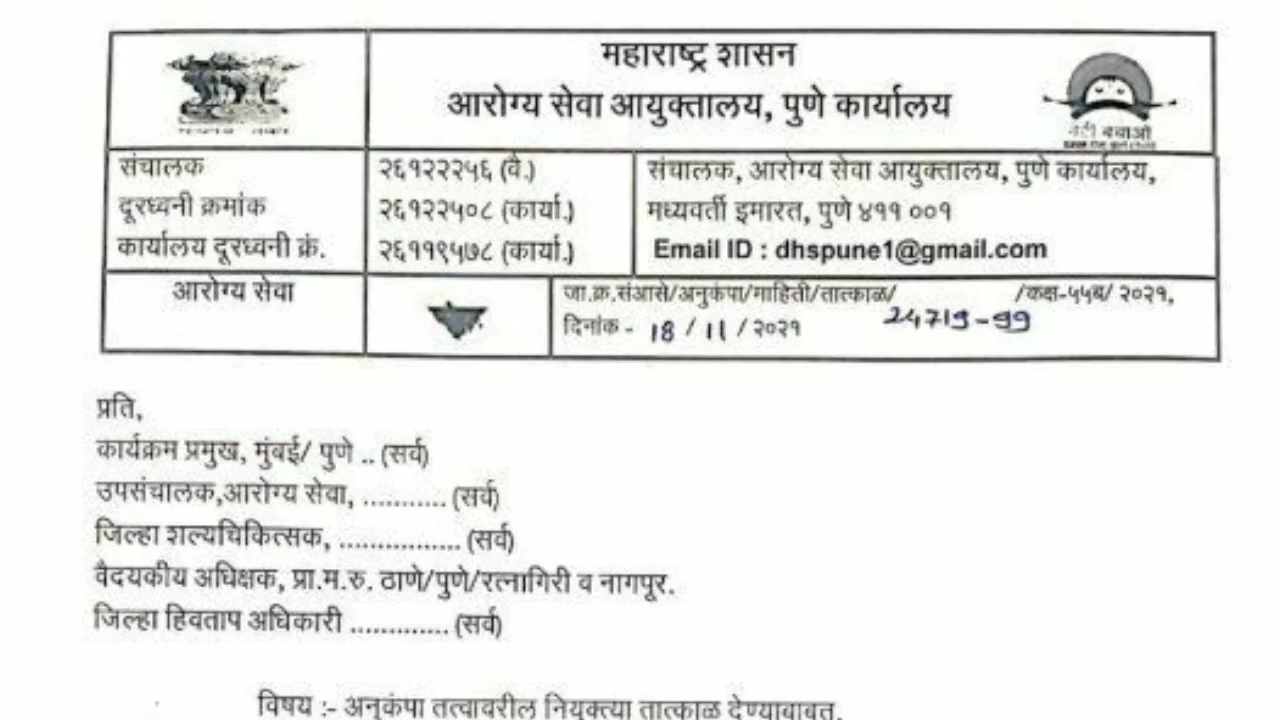 महाराष्ट्र शासन
आरोग्य सेवा आयुक्तालय, पुणे कार्यालय
संचालक
दूरध्वनी क्रमांक
कार्यालय दूरध्वनी क्रं.
२६१२२२५६ (वै.)
२६१२२५०८ (कार्या.)
२६११९५७८ (कार्या.)
संचालक, आरोग्य सेवा आयुक्तालय, पुणे कार्यालय,
मध्यवर्ती इमारत, पुणे ४११ ००१
Email ID : dhspune1@gmail.com
आरोग्य सेवा
जा.क्र.संआसे/अनुकंपा/माहिती/तात्काळ/ /कक्ष-५५ब/ २०२१,
दिनांक - 18 / 11 / २०२१
प्रति,
कार्यक्रम प्रमुख, मुंबई/ पुणे .. (सर्व)
उपसंचालक,आरोग्य सेवा, ........... (सर्व)
जिल्हा शल्यचिकित्सक, ................ (सर्व)
वैदयकीय अधिक्षक, प्रा.म.रु. ठाणे/पुणे/रत्नागिरी व नागपूर.
जिल्हा हिवताप अधिकारी ............. (सर्व)
विषय :- अनुकंपा तत्वावरील नियुक्त्या तात्काळ देण्याबाबत.